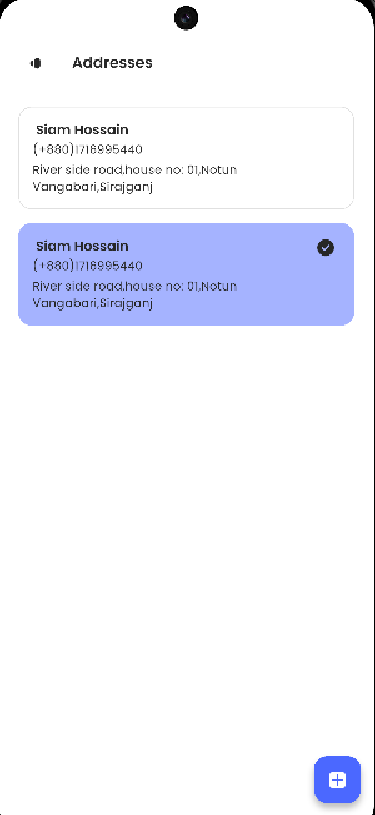 Addresses
Siam Hossain
(+880)1716995440
River side road,house no: 01,Notun
Vangabari,Sirajganj
Siam Hossain
(+880)1716995440
River side road,house no: 01,Notun
Vangabari,Sirajganj